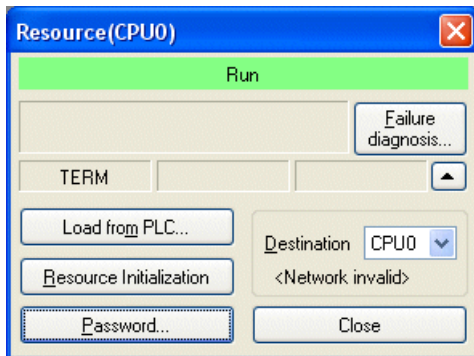 Resource(CPU0)
Run
Failure
diagnosis...
TERM
Load from PLC...
Destination CPU0
Resource Initialization
<Network invalid>
Password...
Close